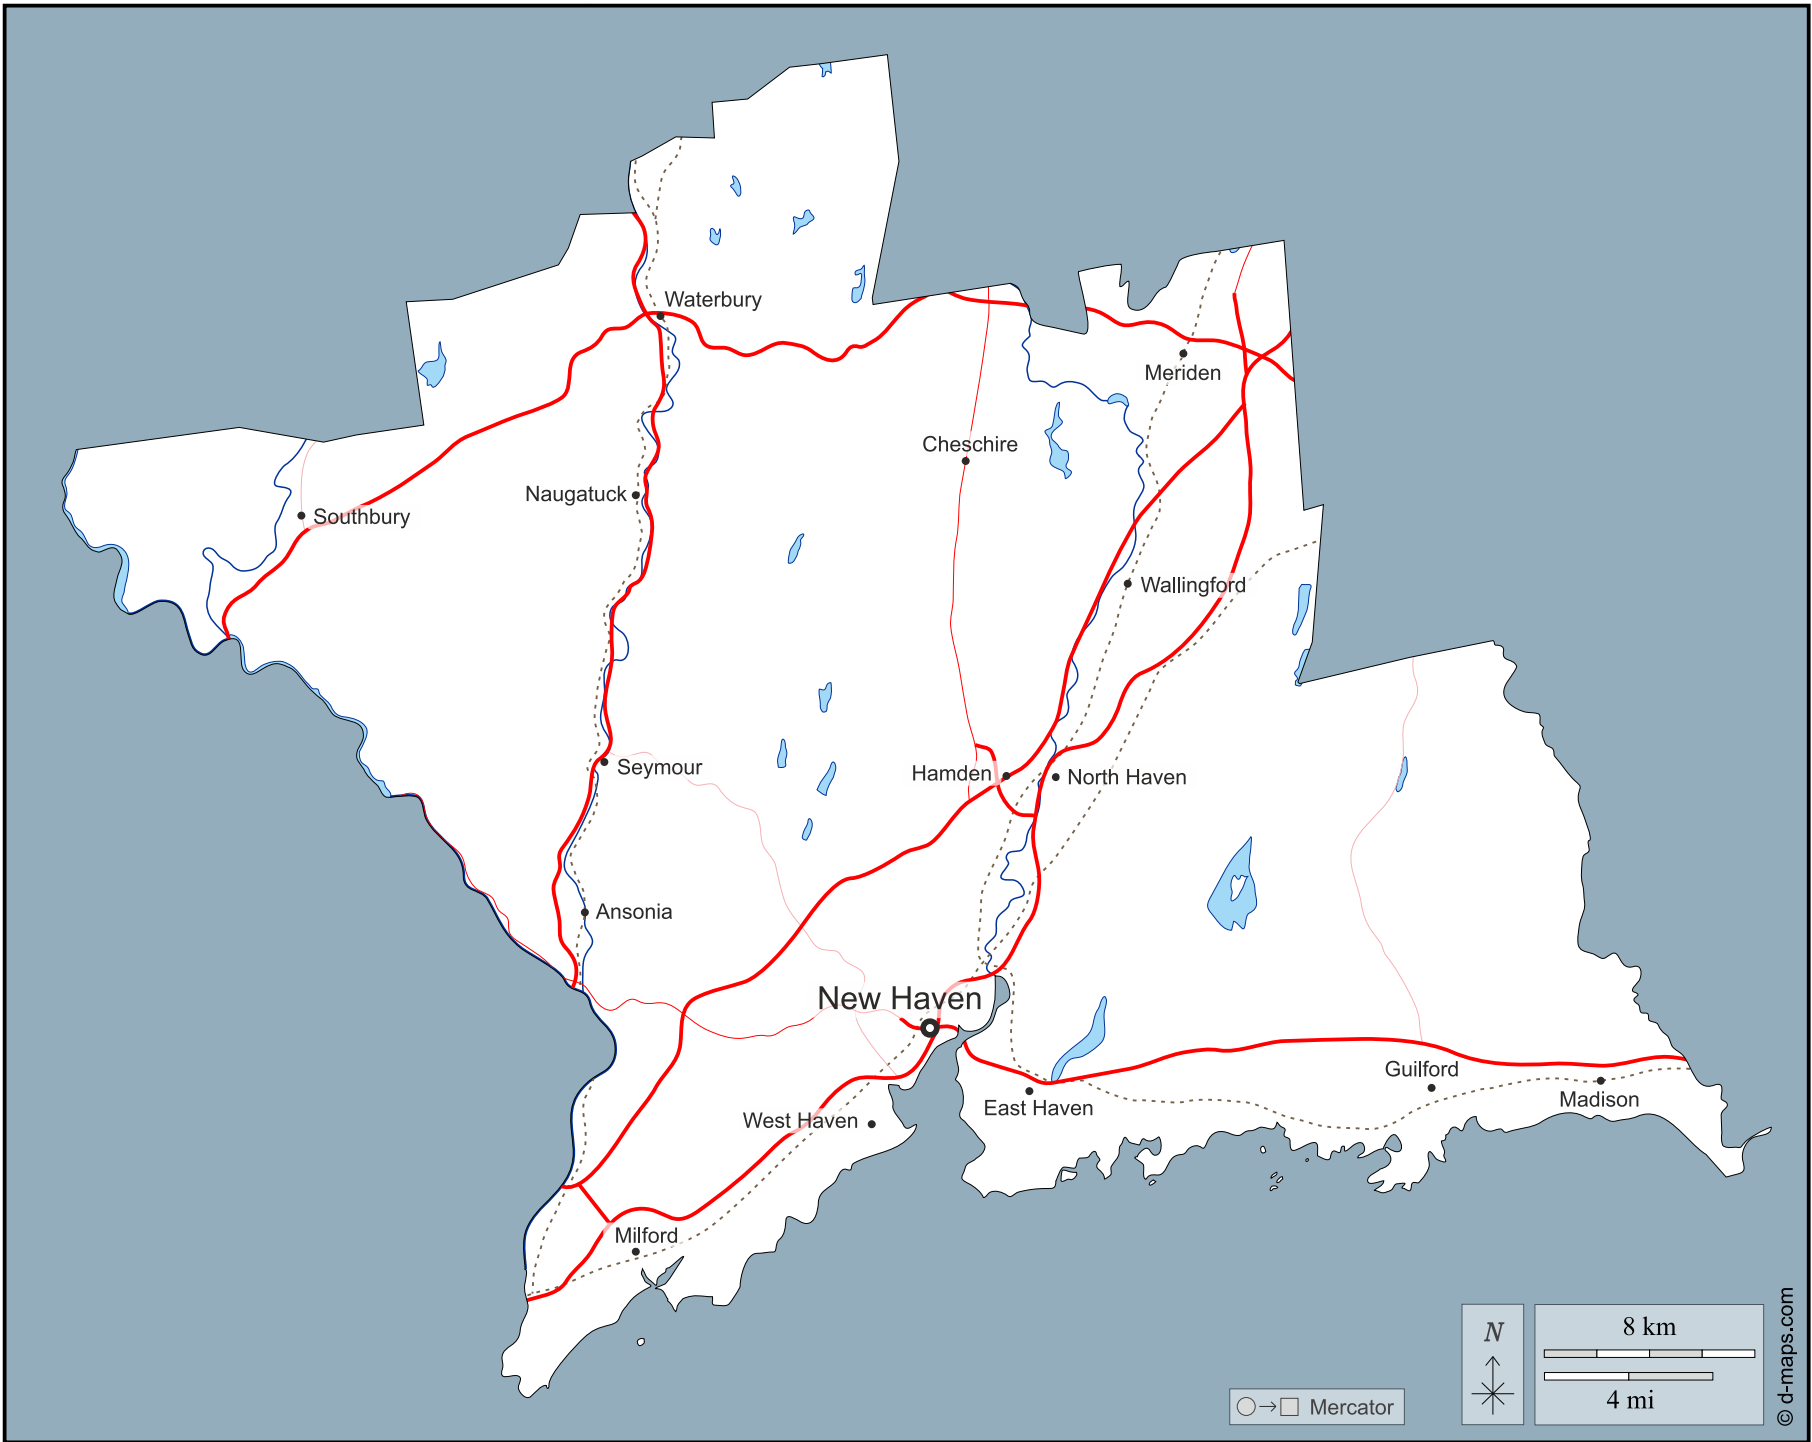 Waterbury
Meriden
Cheschire
Naugatuck
Southbury
Wallingford
Seymour
Hamden
North Haven
Ansonia
New Haven
Guilford
East Haven
Madison
West Haven
Milford
N
8 km
4 mi
Mercator
© d-maps.com